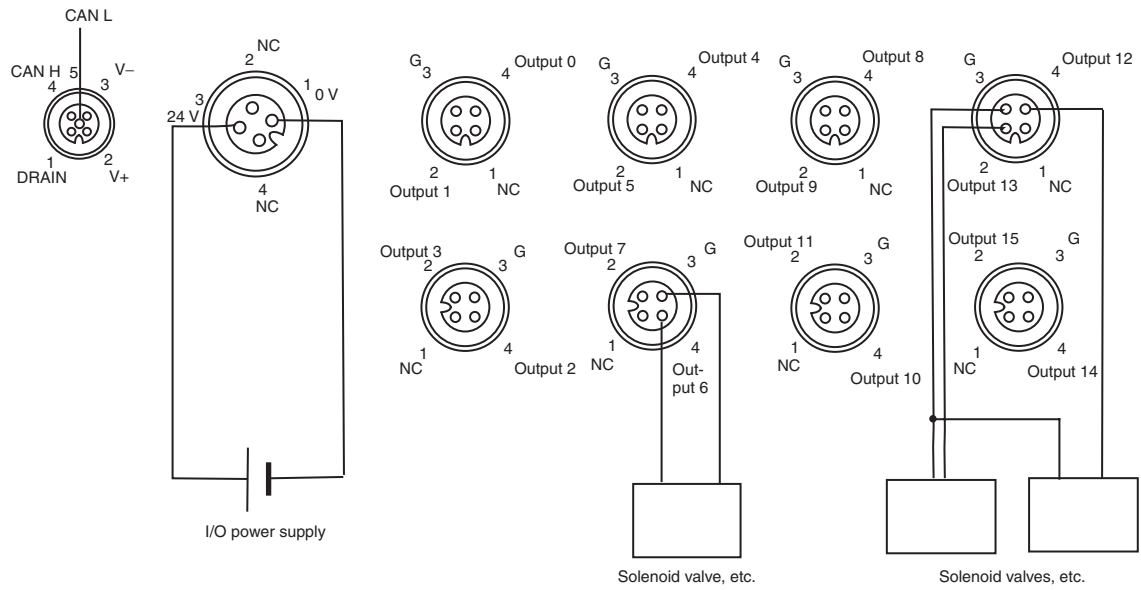 CAN L
CAN H
5
V–
4
3
1
2
DRAIN
V+
NC
2
3
1
0 V
24 V
4
NC
G
3
4
Output 0
2
1
Output 1
NC
G
3
4
Output 4
2
1
Output 5
NC
G
3
4
Output 8
2
1
Output 9
NC
G
3
4
Output 12
2
1
Output 13
NC
Output 3
2
3
G
1
4
NC
Output 2
Output 7
2
3
G
1
4
NC
Out-
put 6
Output 11
2
3
G
1
4
NC
Output 10
Output 15
2
3
G
1
4
NC
Output 14
I/O power supply
Solenoid valve, etc.
Solenoid valves, etc.